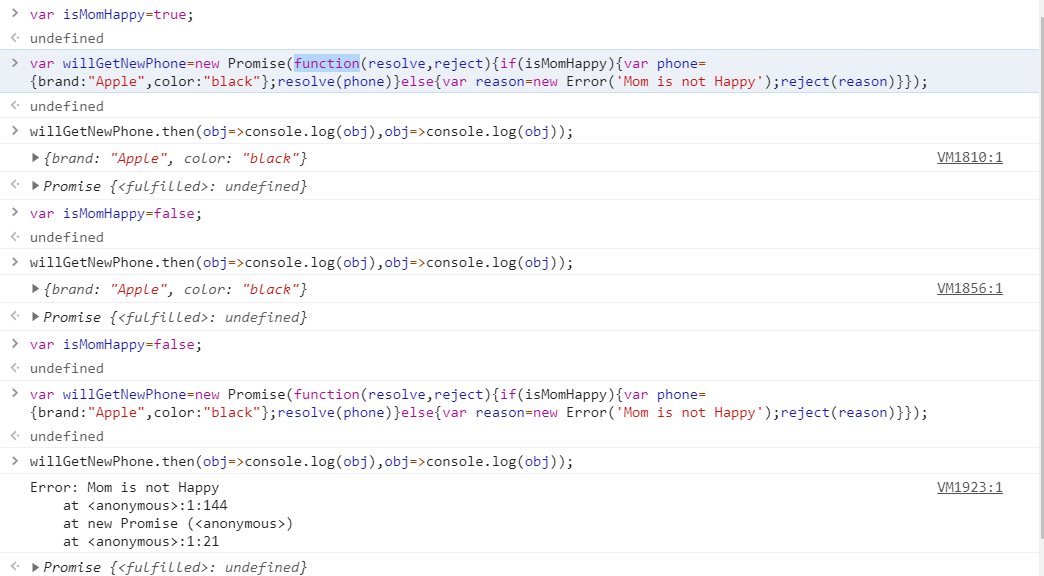 > var isMomHappy=true;
<· undefined
> var willGetNewPhone=new Promise(function(resolve,reject){if(isMomHappy){var phone=
{brand:"Apple",color:"black"};resolve(phone)}else{var reason=new Error('Mom is not Happy');reject(reason)}});
<· undefined
> willGetNewPhone.then(obj=>console.log(obj),obj=>console.log(obj));
▶{brand: "Apple", color: "black"} VM1810:1
<· ▶Promise {<fulfilled>: undefined}
> var isMomHappy=false;
<· undefined
> willGetNewPhone.then(obj=>console.log(obj),obj=>console.log(obj));
▶{brand: "Apple", color: "black"} VM1856:1
<· ▶Promise {<fulfilled>: undefined}
> var isMomHappy=false;
<· undefined
> var willGetNewPhone=new Promise(function(resolve,reject){if(isMomHappy){var phone=
{brand:"Apple",color:"black"};resolve(phone)}else{var reason=new Error('Mom is not Happy');reject(reason)}});
<· undefined
> willGetNewPhone.then(obj=>console.log(obj),obj=>console.log(obj));
Error: Mom is not Happy VM1923:1
    at <anonymous>:1:144
    at new Promise (<anonymous>)
    at <anonymous>:1:21
<· ▶Promise {<fulfilled>: undefined}